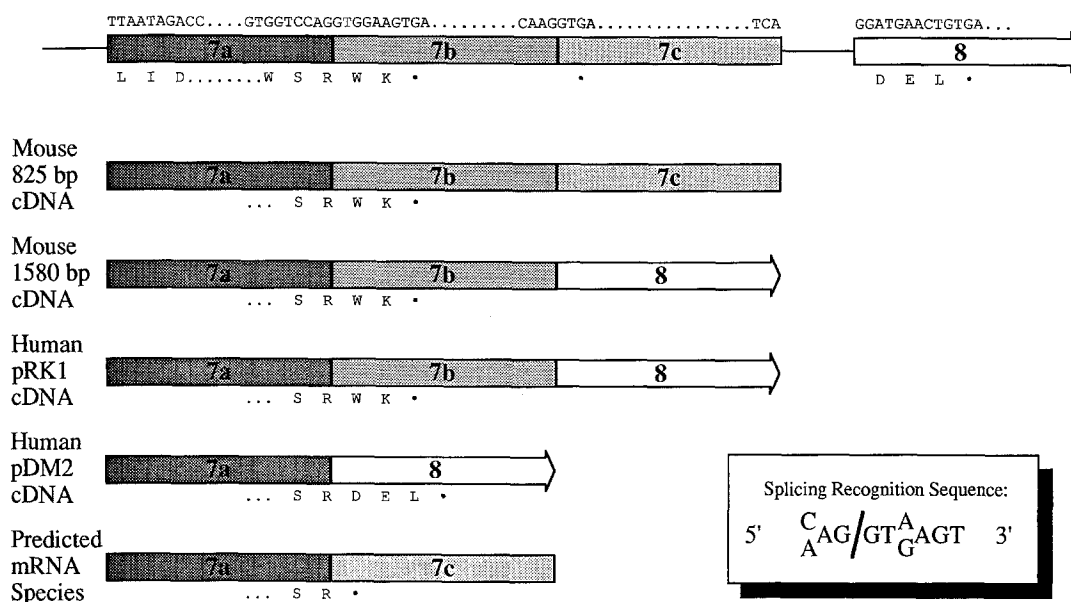 TTAATAGACC....GTGGTCCAGGTGGAAGTGA.........CAAGGTGA.................TCA GGATGAACTGTGA...
7a 7b 7c 8
L I D........W S R W K • • D E L •
Mouse
825 bp
cDNA
7a 7b 7c
... S R W K •
Mouse
1580 bp
cDNA
7a 7b 8
... S R W K •
Human
pRK1
cDNA
7a 7b 8
... S R W K •
Human
pDM2
cDNA
7a 8
... S R D E L •
Predicted
mRNA
Species
7a 7c
... S R •
Splicing Recognition Sequence:
5' C/A AG/GT A/G AGT 3'